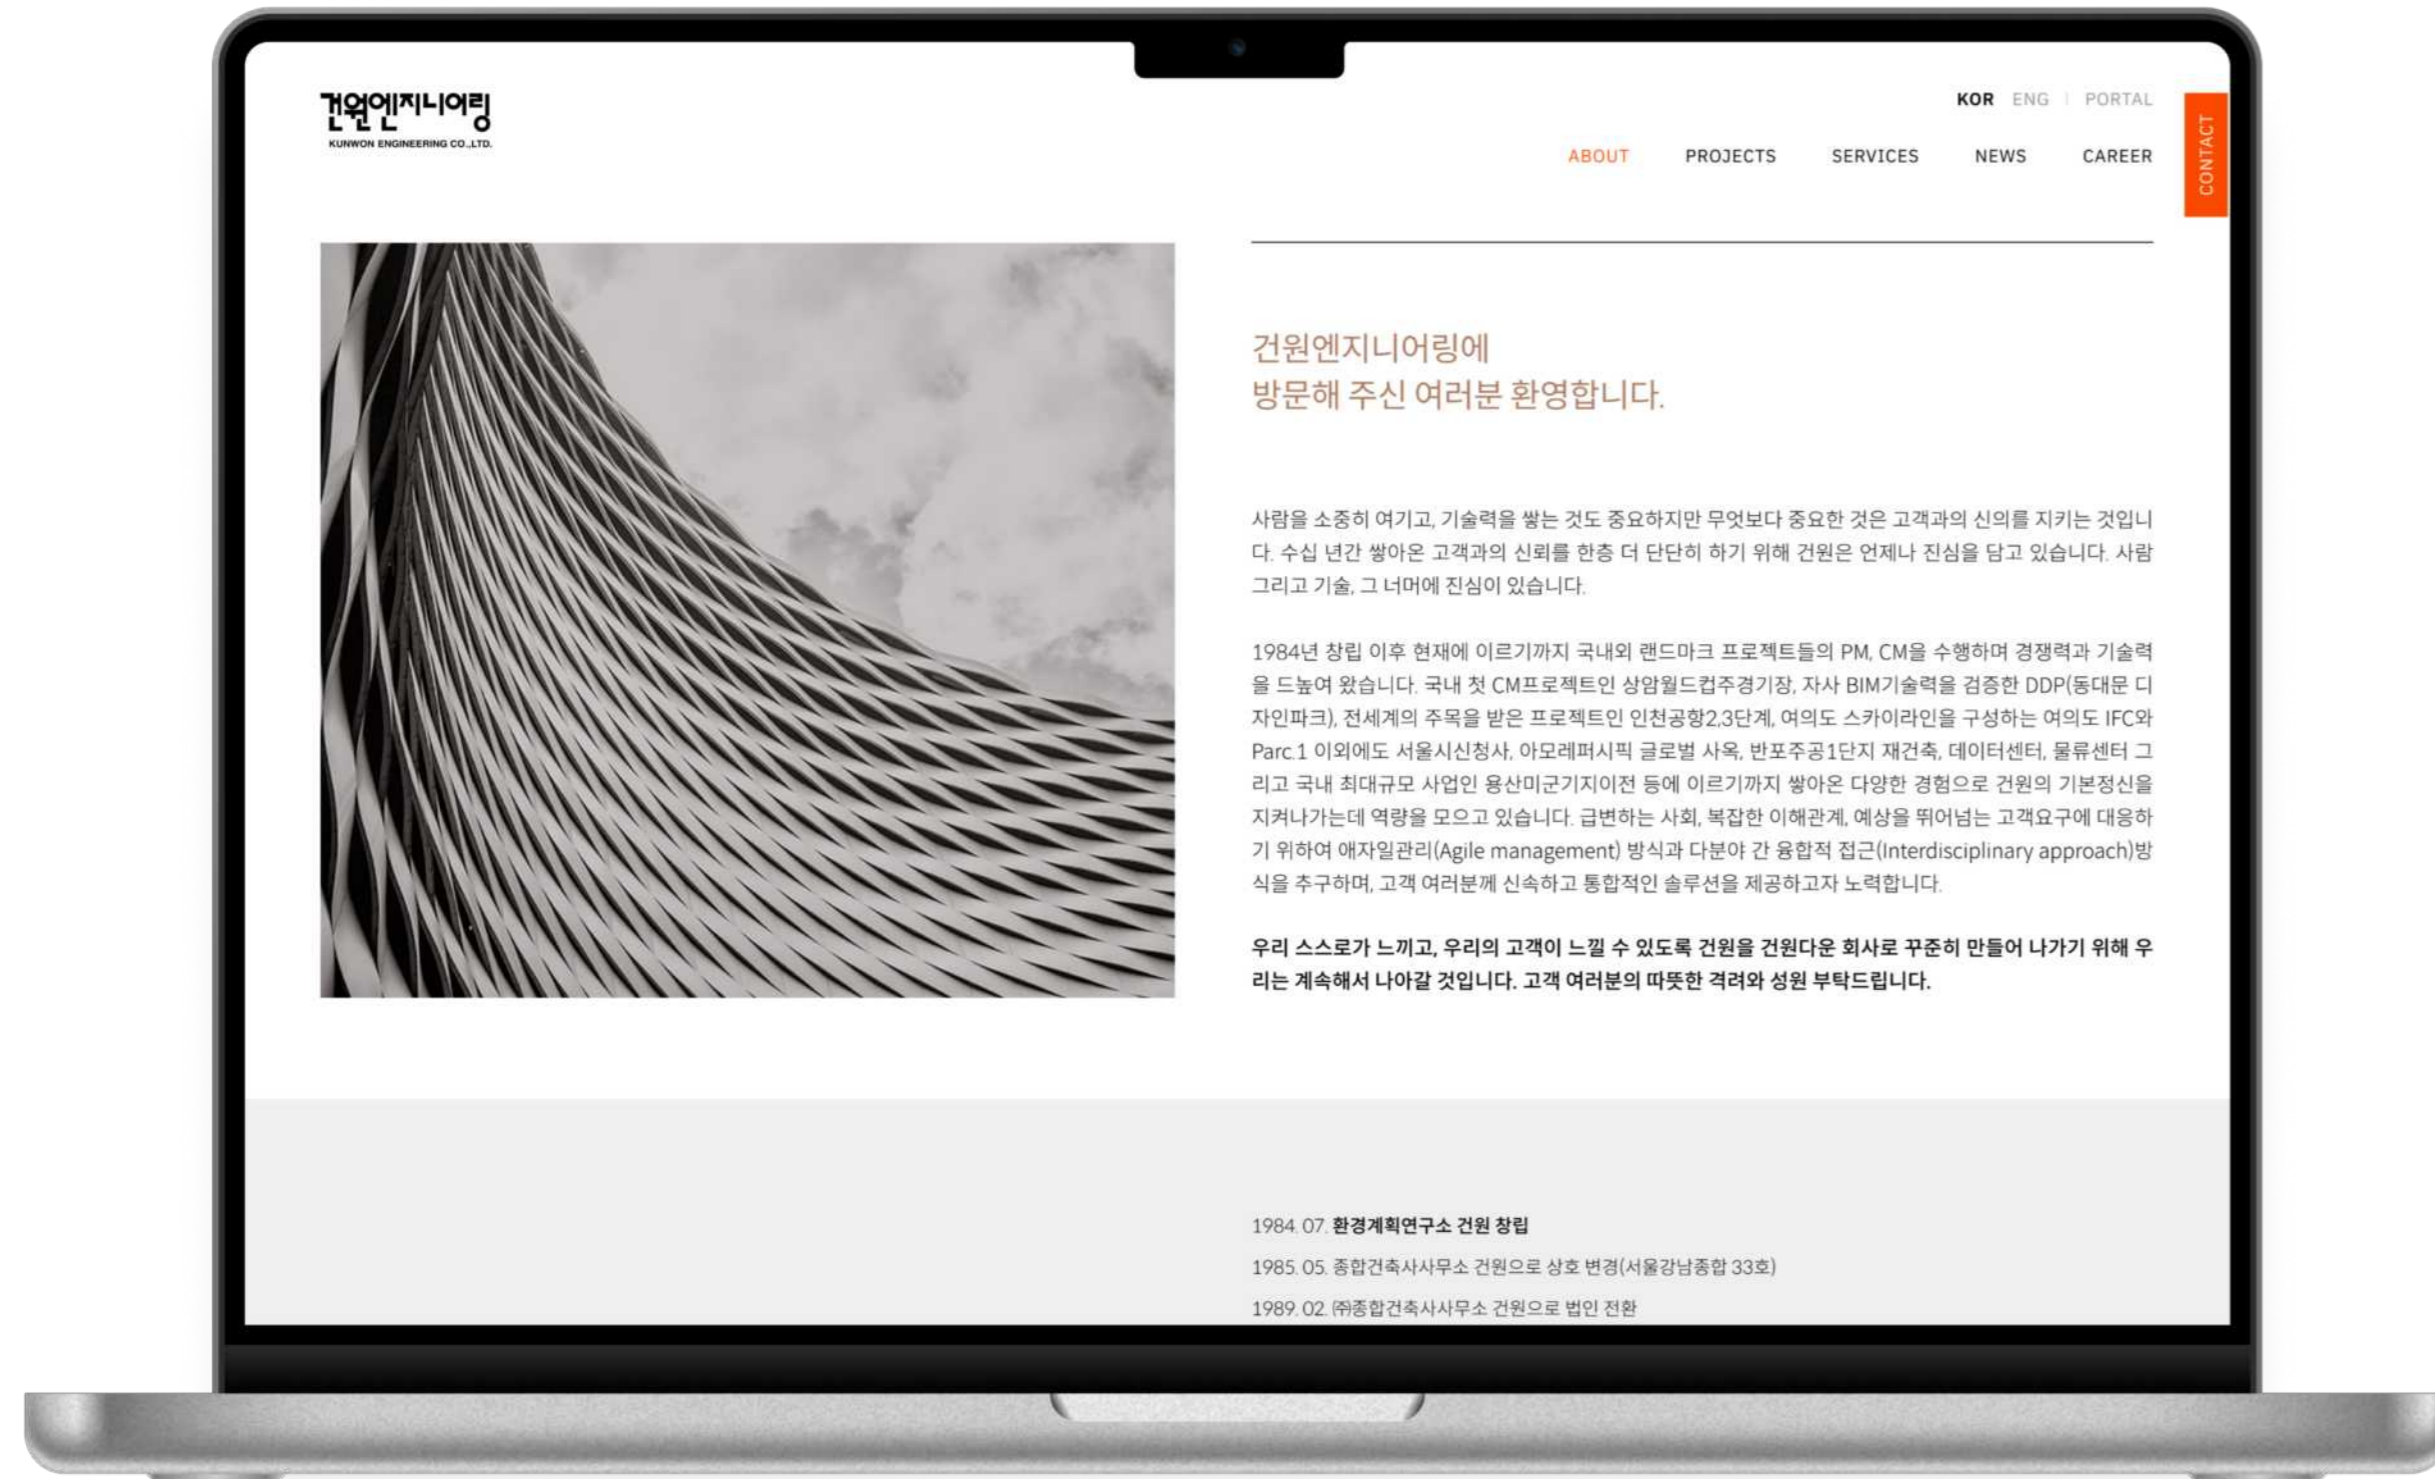 건원엔지니어링
KUNWON ENGINEERING CO.,LTD.
KOR ENG | PORTAL
ABOUT PROJECTS SERVICES NEWS CAREER
CONTACT
건원엔지니어링에
방문해 주신 여러분 환영합니다.
사람을 소중히 여기고, 기술력을 쌓는 것도 중요하지만 무엇보다 중요한 것은 고객과의 신의를 지키는 것입니
다. 수십 년간 쌓아온 고객과의 신뢰를 한층 더 단단히 하기 위해 건원은 언제나 진심을 담고 있습니다. 사람
그리고 기술, 그 너머에 진심이 있습니다.
1984년 창립 이후 현재에 이르기까지 국내외 랜드마크 프로젝트들의 PM, CM을 수행하며 경쟁력과 기술력
을 드높여 왔습니다. 국내 첫 CM프로젝트인 상암월드컵주경기장, 자사 BIM기술력을 검증한 DDP(동대문 디
자인파크), 전세계의 주목을 받은 프로젝트인 인천공항2,3단계, 여의도 스카이라인을 구성하는 여의도 IFC와
Parc.1 이외에도 서울시신청사, 아모레퍼시픽 글로벌 사옥, 반포주공1단지 재건축, 데이터센터, 물류센터 그
리고 국내 최대규모 사업인 용산미군기지이전 등에 이르기까지 쌓아온 다양한 경험으로 건원의 기본정신을
지켜나가는데 역량을 모으고 있습니다. 급변하는 사회, 복잡한 이해관계, 예상을 뛰어넘는 고객요구에 대응하
기 위하여 애자일관리(Agile management) 방식과 다분야 간 융합적 접근(Interdisciplinary approach)방
식을 추구하며, 고객 여러분께 신속하고 통합적인 솔루션을 제공하고자 노력합니다.
우리 스스로가 느끼고, 우리의 고객이 느낄 수 있도록 건원을 건원다운 회사로 꾸준히 만들어 나가기 위해 우
리는 계속해서 나아갈 것입니다. 고객 여러분의 따뜻한 격려와 성원 부탁드립니다.
1984. 07. 환경계획연구소 건원 창립
1985. 05. 종합건축사사무소 건원으로 상호 변경(서울강남종합 33호)
1989. 02. ㈜종합건축사사무소 건원으로 법인 전환